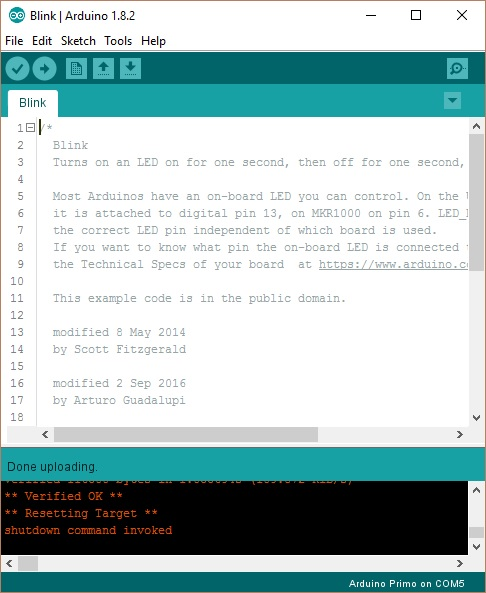 Blink | Arduino 1.8.2
File Edit Sketch Tools Help
Blink
1 /*
2 Blink
3 Turns on an LED on for one second, then off for one second,
4
5 Most Arduinos have an on-board LED you can control. On the
6 it is attached to digital pin 13, on MKR1000 on pin 6.
7 the correct LED pin independent of which board is used.
8 If you want to know what pin the on-board LED is connected
9 the Technical Specs of your board at https://www.arduino.c
10
11 This example code is in the public domain.
12
13 modified 8 May 2014
14 by Scott Fitzgerald
15
16 modified 2 Sep 2016
17 by Arturo Guadalupi
18
Done uploading.
** Verified OK **
** Resetting Target **
shutdown command invoked
Arduino Primo on COM5